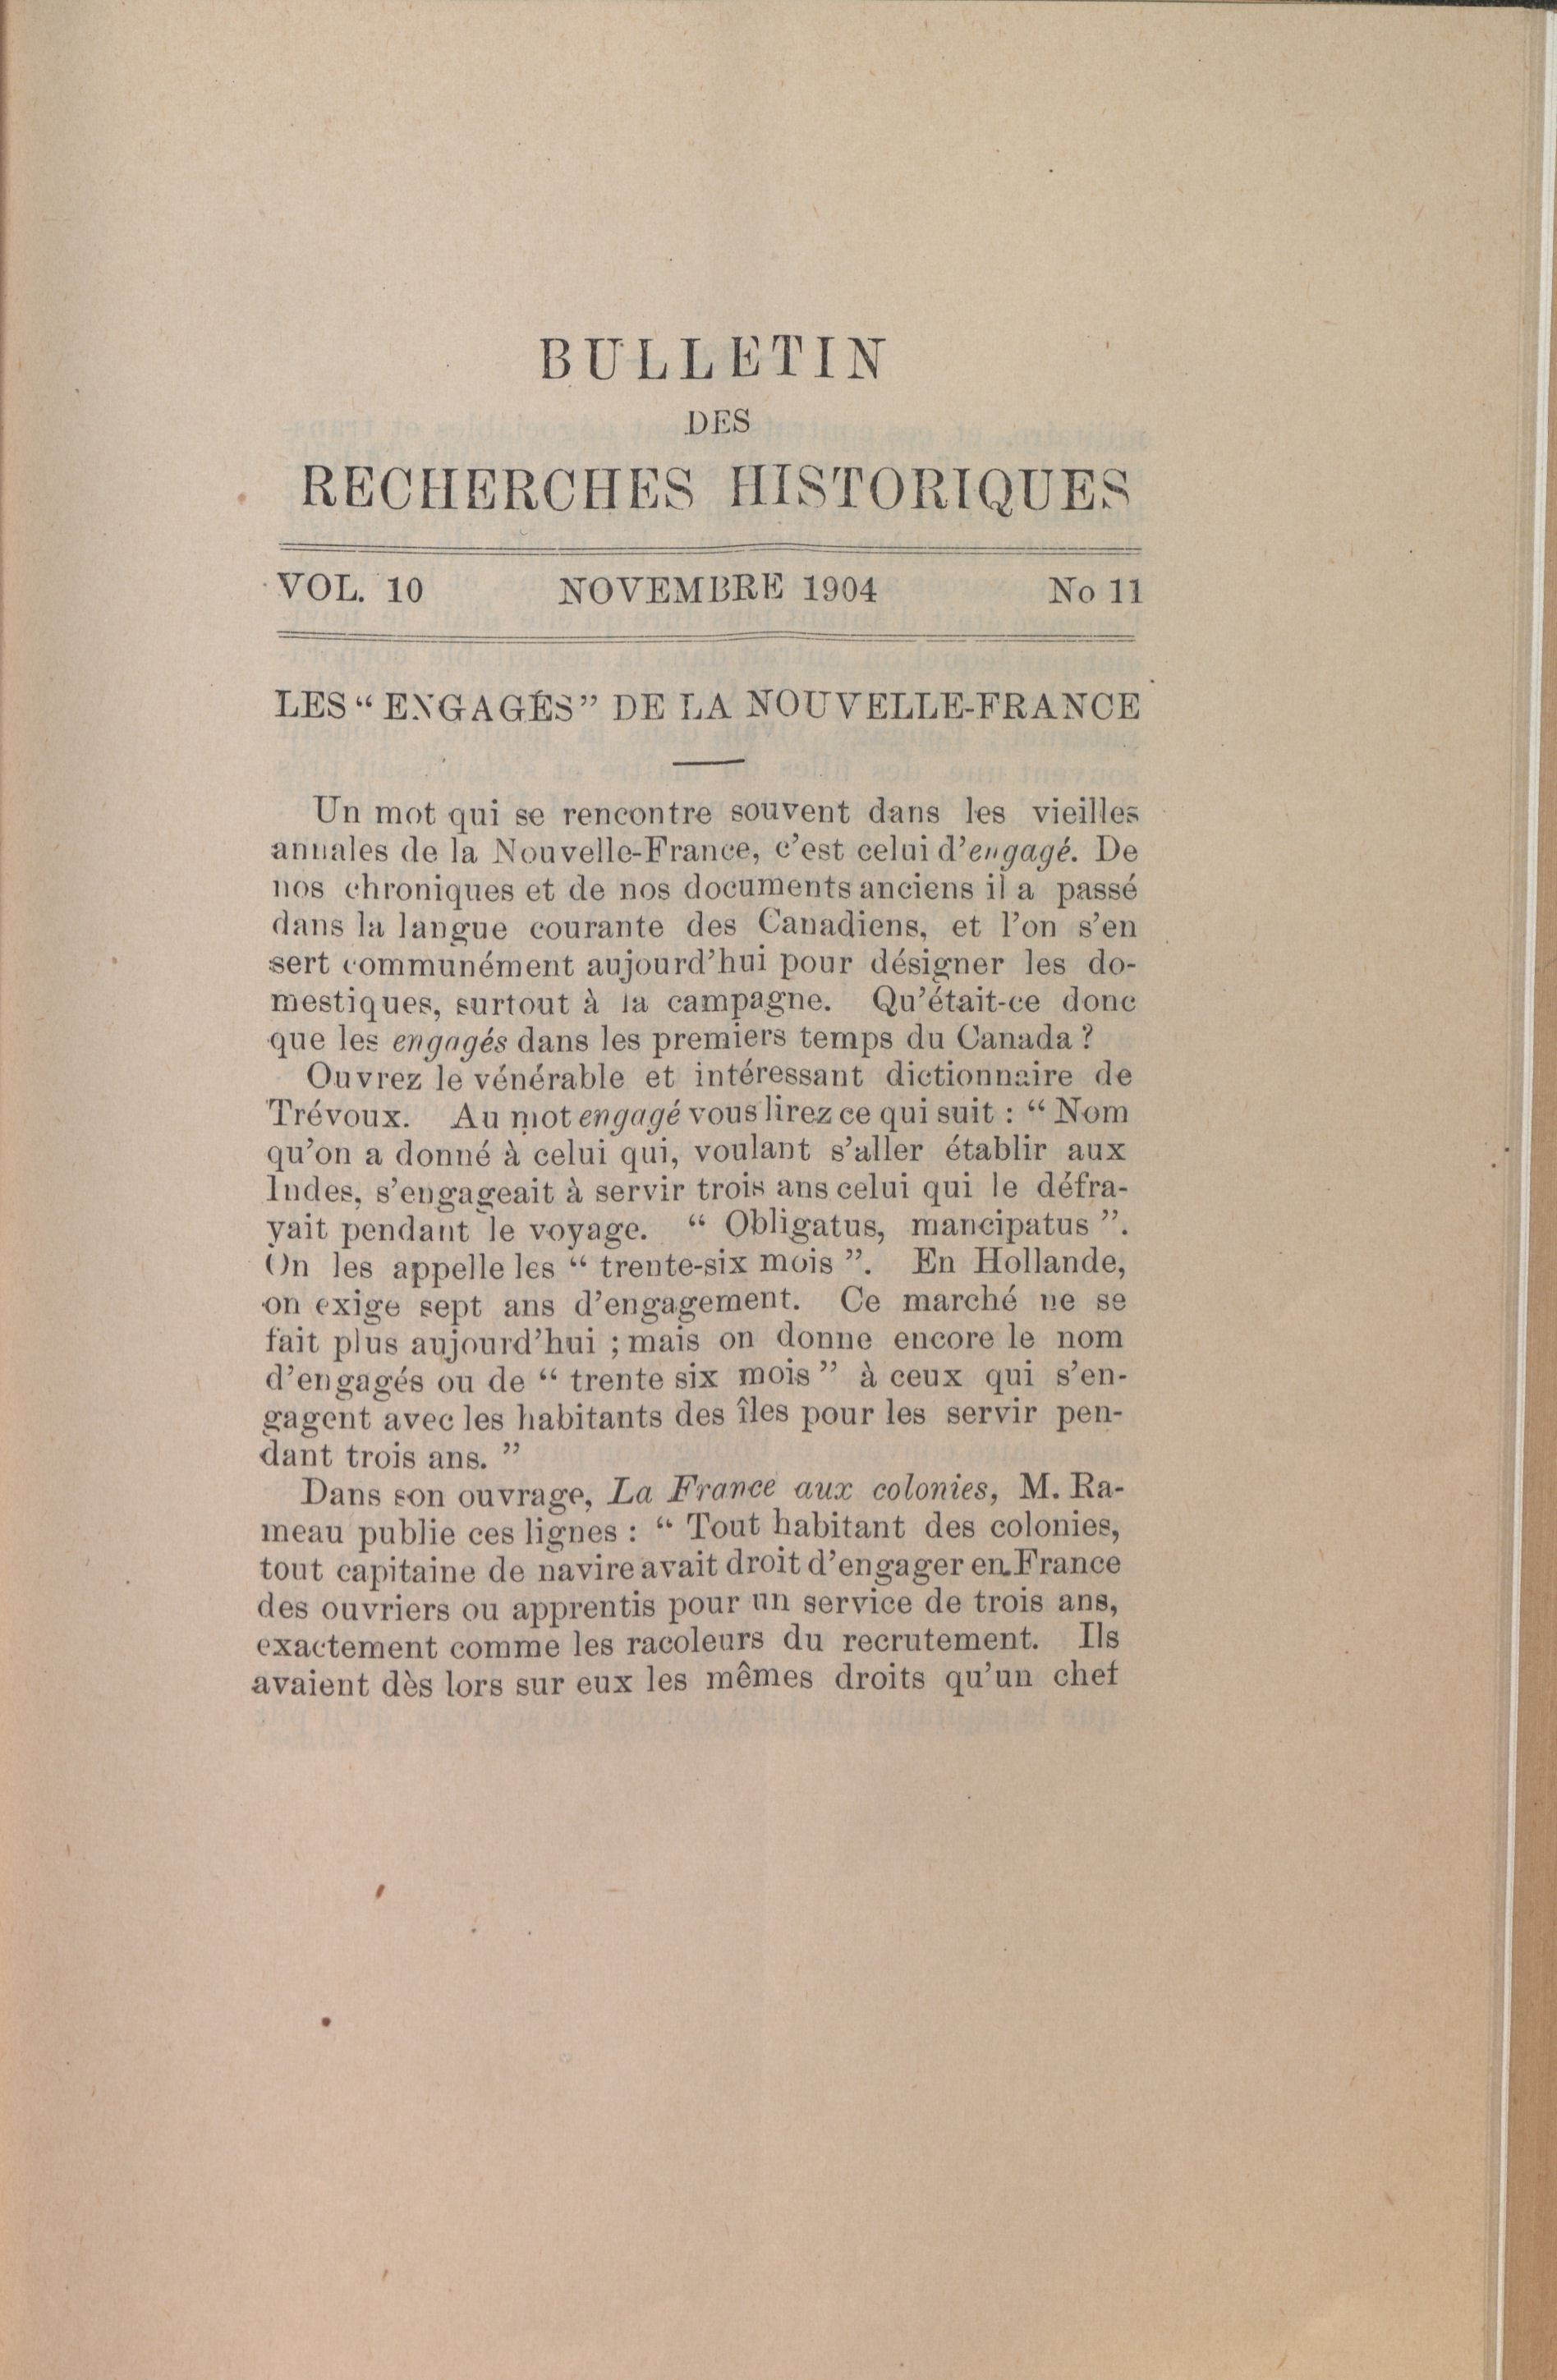 BULLETIN
DES
RECHERCHES HISTORIQUES
VOL. 10 NOVEMBRE 1904 No 11
LES “ ENGAGÉS ” DE LA NOUVELLE-FRANCE
Un mot qui se rencontre souvent dans les vieilles
annales de la Nouvelle-France, c’est celui d’engagé. De
nos chroniques et de nos documents anciens il a passé
dans la langue courante des Canadiens, et l’on s’en
sert communément aujourd’hui pour désigner les do-
mestiques, surtout à la campagne. Qu’était-ce donc
que les engagés dans les premiers temps du Canada ?
Ouvrez le vénérable et intéressant dictionnaire de
Trévoux. Au mot engagé vous lirez ce qui suit : “ Nom
qu’on a donné à celui qui, voulant s’aller établir aux
Indes, s’engageait à servir trois ans celui qui le défra-
yait pendant le voyage. “ Obligatus, mancipatus ”.
On les appelle les “ trente-six mois ”. En Hollande,
on exige sept ans d’engagement. Ce marché ne se
fait plus aujourd’hui ; mais on donne encore le nom
d’engagés ou de “ trente six mois ” à ceux qui s’en-
gagent avec les habitants des îles pour les servir pen-
dant trois ans. ”
Dans son ouvrage, La France aux colonies, M. Ra-
meau publie ces lignes : “ Tout habitant des colonies,
tout capitaine de navire avait droit d’engager en France
des ouvriers ou apprentis pour un service de trois ans,
exactement comme les racoleurs du recrutement. Ils
avaient dès lors sur eux les mêmes droits qu’un chef